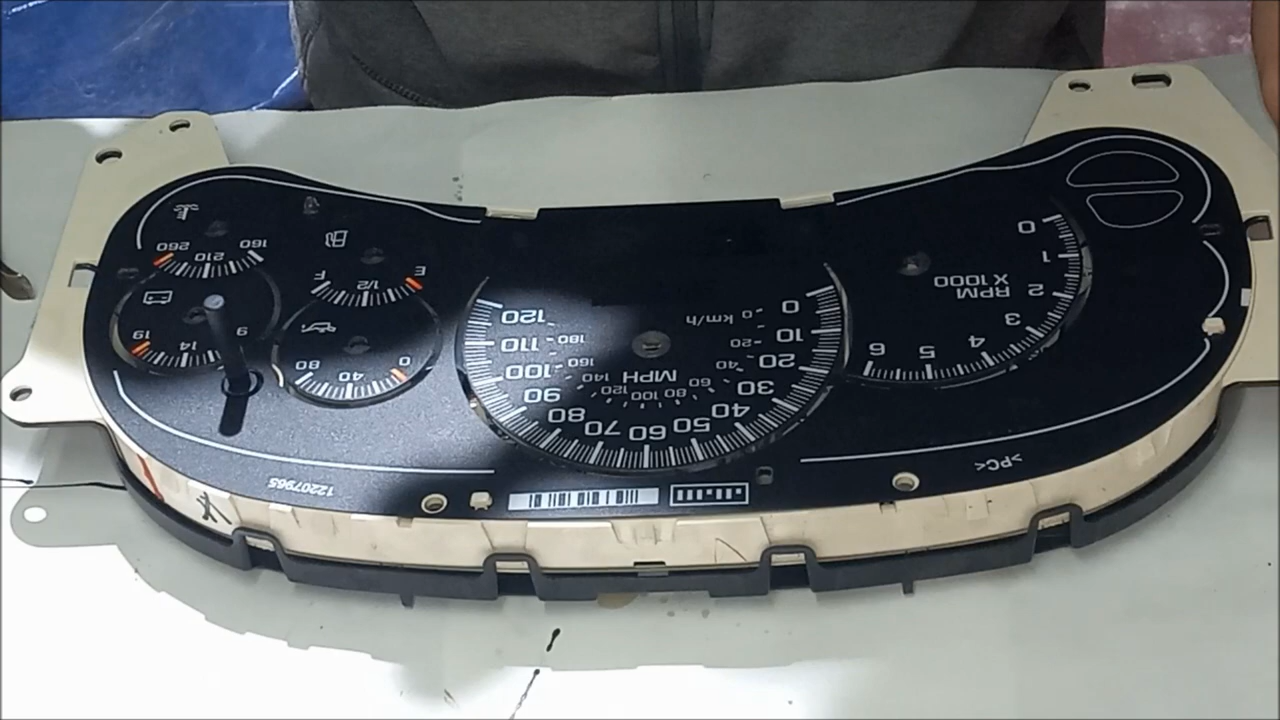 >PC<
12207965
0 1 2 3 4 5 6
RPM
X1000
0 10 20 30 40 50 60 70 80 90 100 110 120
MPH
0 20 40 60 80 100 120 140 160 180
km/h
0 40 80
9 14 19
E 1/2 F
160 210 260